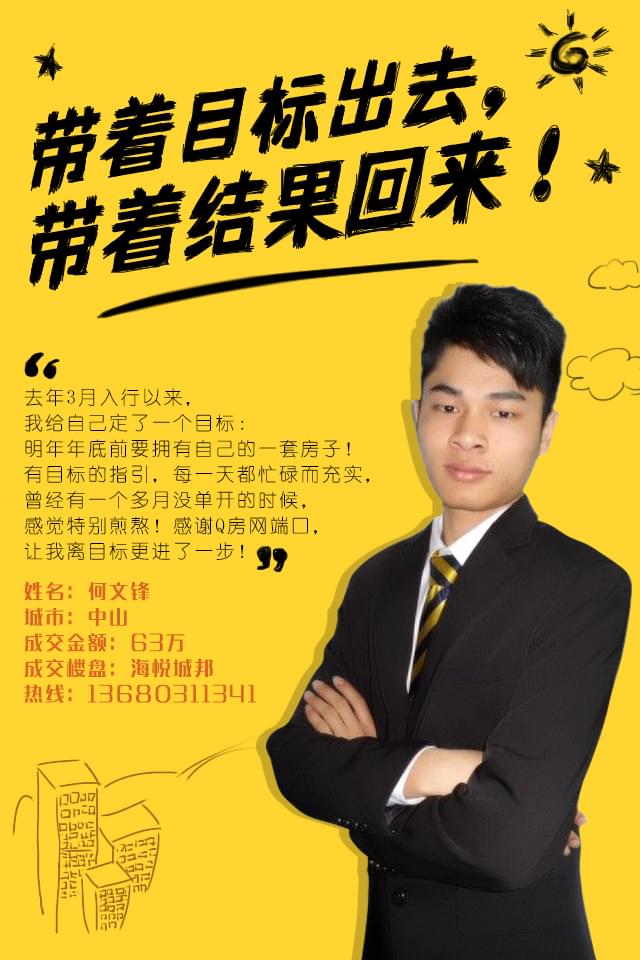 带着目标出去，
带着结果回来！
“
去年3月入行以来，
我给自己定了一个目标：
明年年底前要拥有自己的一套房子！
有目标的指引，每一天都忙碌而充实，
曾经有一个多月没单开的时候，
感觉特别煎熬！感谢Q房网端口，
让我离目标更进了一步！”
姓名：何文锋
城市：中山
成交金额：63万
成交楼盘：海悦城邦
热线：13680311341